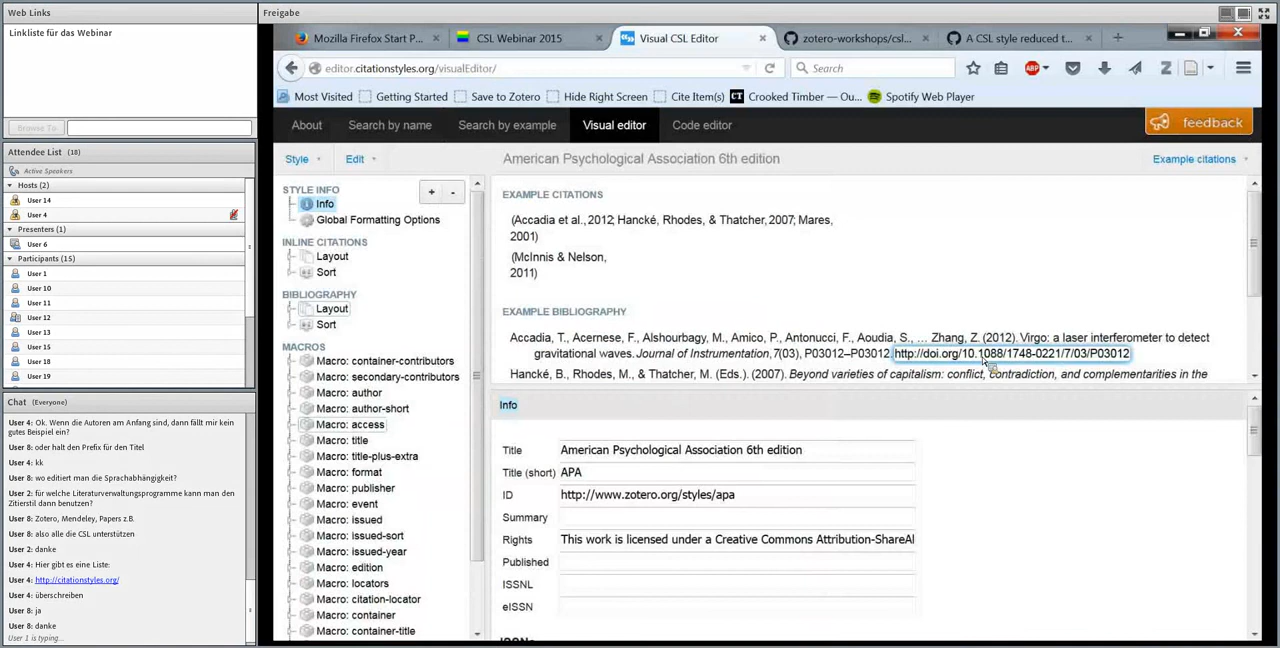 Web Links
Linkliste für das Webinar
Browse To
Attendee List (18)
Active Speakers
Hosts (2)
User 14
User 4
Presenters (1)
User 6
Participants (15)
User 1
User 10
User 11
User 12
User 13
User 15
User 18
User 19
Chat (Everyone)
User 4: Ok. Wenn die Autoren am Anfang sind, dann fällt mir kein
gutes Beispiel ein?
User 8: oder halt den Prefix für den Titel
User 4: kk
User 8: wo editiert man die Sprachabhängigkeit?
User 2: für welche Literaturverwaltungsprogramme kann man den
Zitierstil dann benutzen?
User 8: Zotero, Mendeley, Papers z.B.
User 8: also alle die CSL unterstützen
User 2: danke
User 4: Hier gibt es eine Liste:
User 4: http://citationstyles.org/
User 4: überschreiben
User 8: ja
User 8: danke
User 1 is typing...
Freigabe
Mozilla Firefox Start P...
CSL Webinar 2015
Visual CSL Editor
zotero-workshops/csl...
A CSL style reduced t...
editor.citationstyles.org/visualEditor/
Search
ABP
Most Visited
Getting Started
Save to Zotero
Hide Right Screen
Cite Item(s)
CT Crooked Timber — Ou...
Spotify Web Player
About
Search by name
Search by example
Visual editor
Code editor
feedback
Style
Edit
American Psychological Association 6th edition
Example citations
STYLE INFO
+
-
Info
Global Formatting Options
INLINE CITATIONS
Layout
Sort
BIBLIOGRAPHY
Layout
Sort
MACROS
Macro: container-contributors
Macro: secondary-contributors
Macro: author
Macro: author-short
Macro: access
Macro: title
Macro: title-plus-extra
Macro: format
Macro: publisher
Macro: event
Macro: issued
Macro: issued-sort
Macro: issued-year
Macro: edition
Macro: locators
Macro: citation-locator
Macro: container
Macro: container-title
EXAMPLE CITATIONS
(Accadia et al., 2012; Hancké, Rhodes, & Thatcher, 2007; Mares,
2001)
(McInnis & Nelson,
2011)
EXAMPLE BIBLIOGRAPHY
Accadia, T., Acernese, F., Alshourbagy, M., Amico, P., Antonucci, F., Aoudia, S., … Zhang, Z. (2012). Virgo: a laser interferometer to detect
gravitational waves. Journal of Instrumentation, 7(03), P03012–P03012. http://doi.org/10.1088/1748-0221/7/03/P03012
Hancké, B., Rhodes, M., & Thatcher, M. (Eds.). (2007). Beyond varieties of capitalism: conflict, contradiction, and complementarities in the
Info
Title American Psychological Association 6th edition
Title (short) APA
ID http://www.zotero.org/styles/apa
Summary
Rights This work is licensed under a Creative Commons Attribution-ShareAl
Published
ISSNL
eISSN
ISSNs